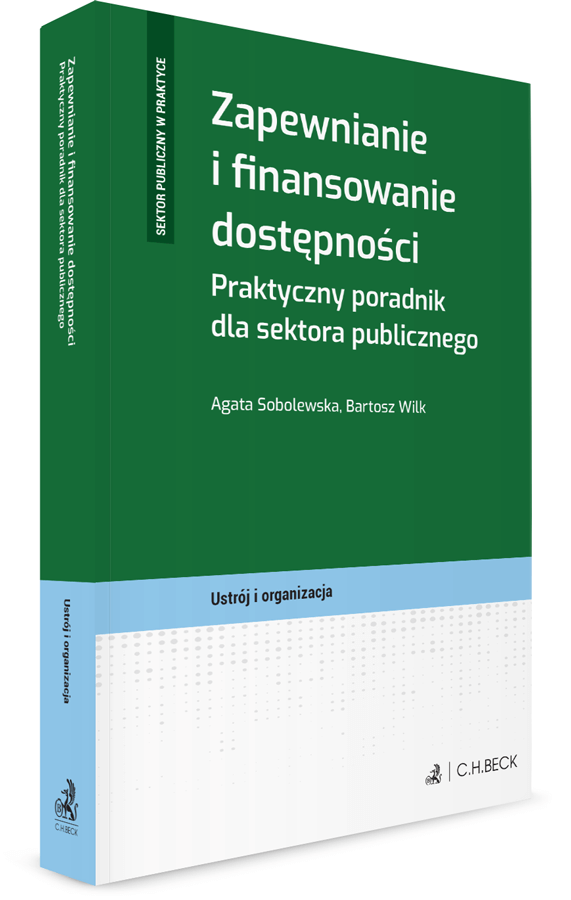 Zapewnianie i finansowanie dostępności
Praktyczny poradnik dla sektora publicznego
Ustrój i organizacja
C.H.BECK
SEKTOR PUBLICZNY W PRAKTYCE
Zapewnianie
i finansowanie
dostępności
Praktyczny poradnik
dla sektora publicznego
Agata Sobolewska, Bartosz Wilk
Ustrój i organizacja
C.H.BECK